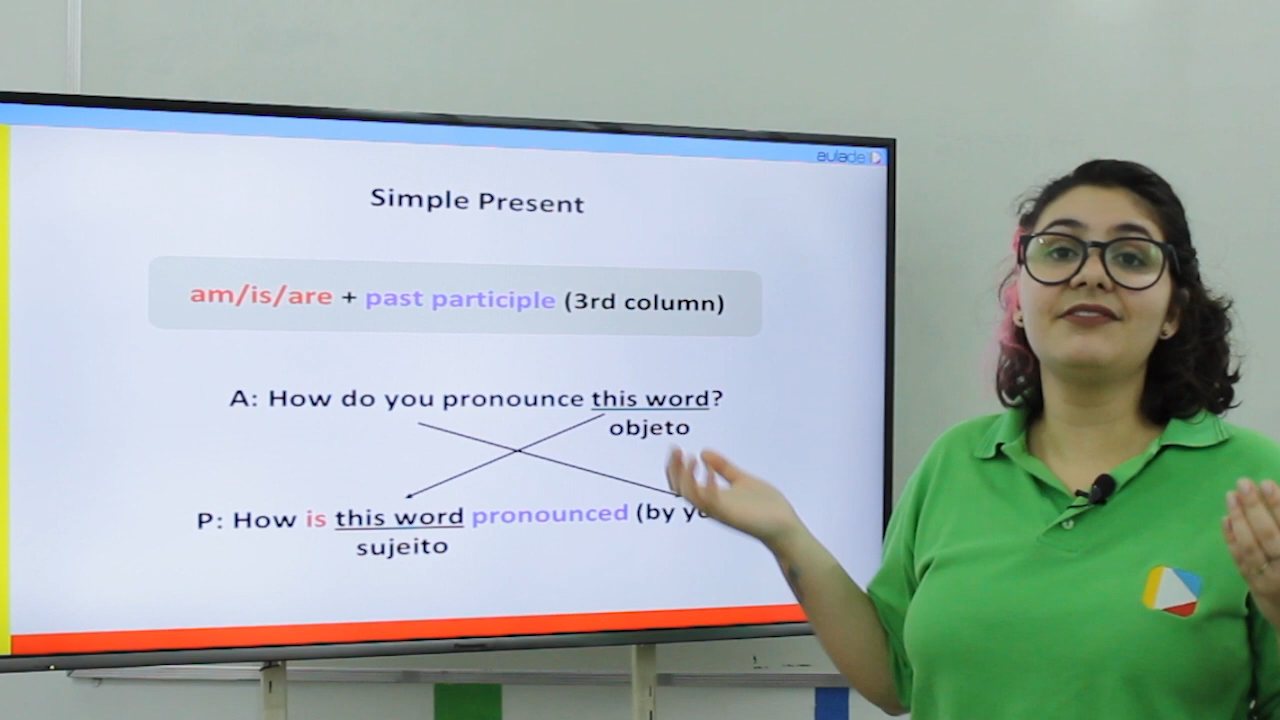 aulade
Simple Present
am/is/are + past participle (3rd column)
A: How do you pronounce this word?
objeto
P: How is this word pronounced (by
sujeito